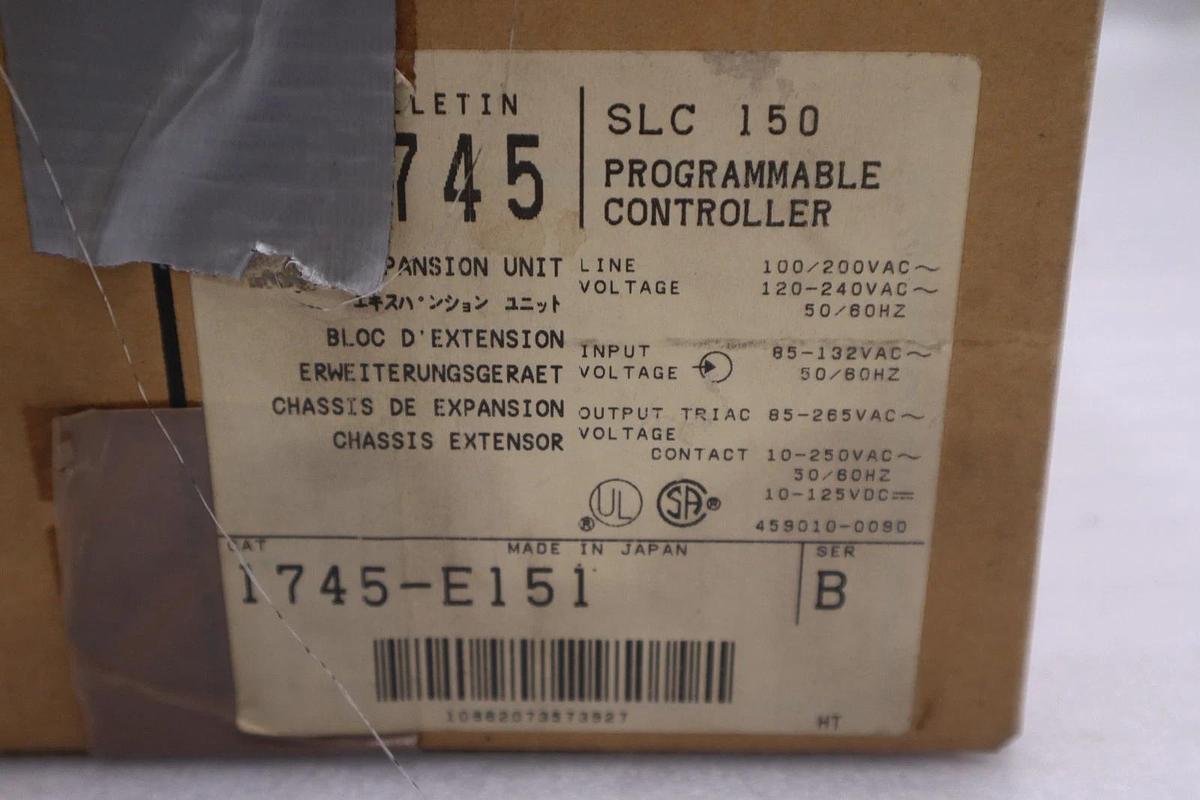 LLETIN
745
SLC 150
PROGRAMMABLE
CONTROLLER
PANSION UNIT
エキスパンション ユニット
BLOC D'EXTENSION
ERWEITERUNGSGERAET
CHASSIS DE EXPANSION
CHASSIS EXTENSOR
LINE 100/200VAC~
VOLTAGE 120-240VAC~
50/60HZ
INPUT 85-132VAC~
VOLTAGE 50/60HZ
OUTPUT TRIAC 85-265VAC~
VOLTAGE
CONTACT 10-250VAC~
50/60HZ
10-125VDC⎓
UL® SA®
459010-0080
CAT MADE IN JAPAN SER
1745-E151 B
HT